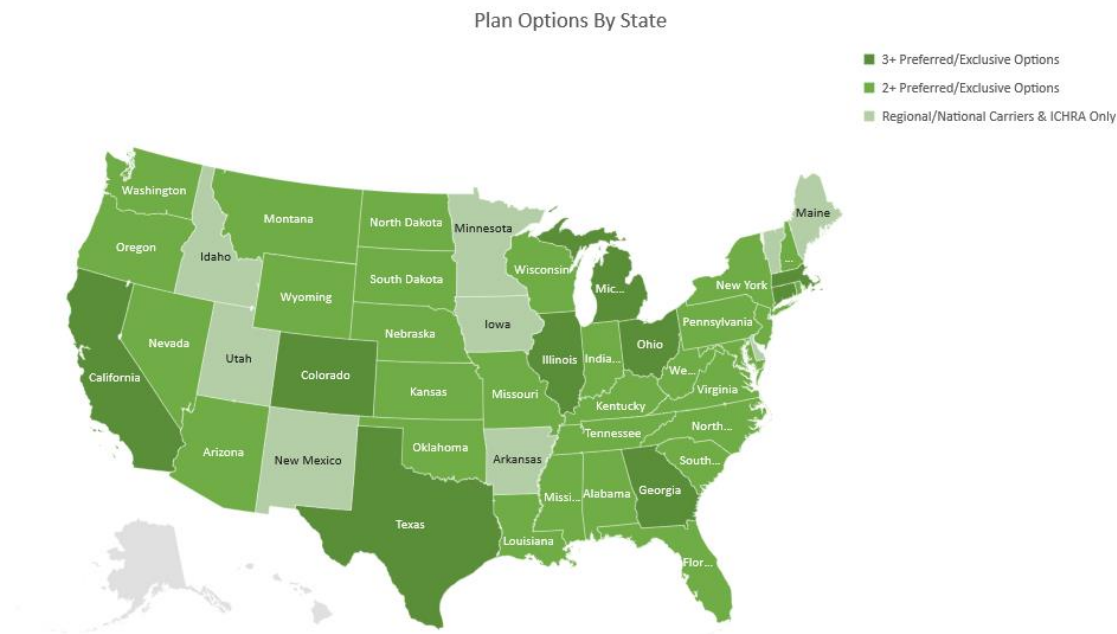 Plan Options By State
3+ Preferred/Exclusive Options
2+ Preferred/Exclusive Options
Regional/National Carriers & ICHRA Only
Washington
Montana
North Dakota
Minnesota
Maine
Oregon
Idaho
Wisconsin
...
South Dakota
Mic...
New York
Wyoming
Iowa
Pennsylvania
Nebraska
Nevada
Utah
Illinois
India...
Ohio
California
Colorado
Kansas
Missouri
We...
Virginia
Kentucky
North...
Tennessee
Arizona
New Mexico
Oklahoma
Arkansas
South...
Missi...
Alabama
Georgia
Texas
Louisiana
Flor...